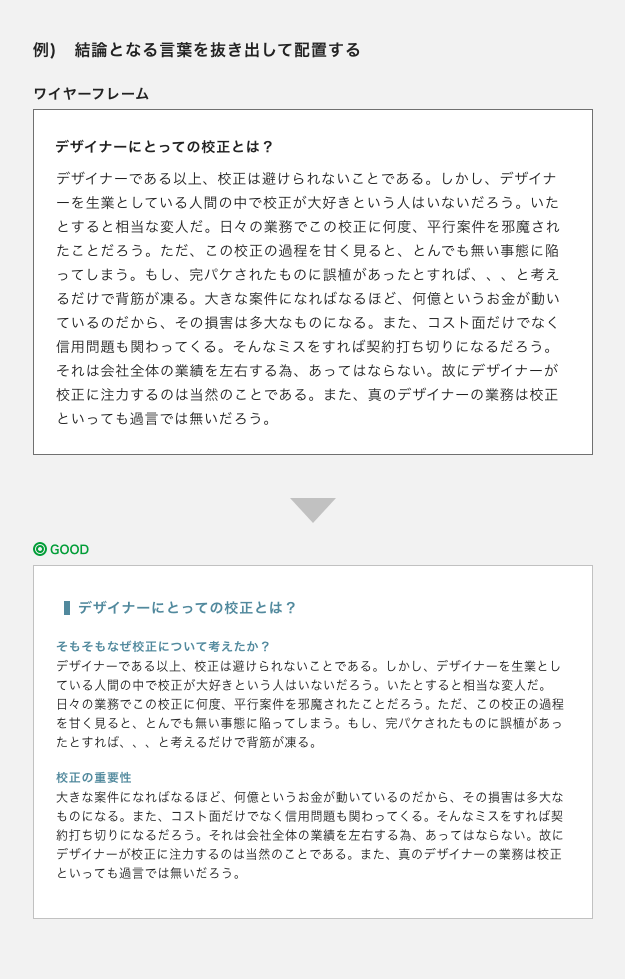 例)　結論となる言葉を抜き出して配置する
ワイヤーフレーム
デザイナーにとっての校正とは？
デザイナーである以上、校正は避けられないことである。しかし、デザイナ
ーを生業としている人間の中で校正が大好きという人はいないだろう。いた
とすると相当な変人だ。日々の業務でこの校正に何度、平行案件を邪魔され
たことだろう。ただ、この校正の過程を甘く見ると、とんでも無い事態に陥
ってしまう。もし、完パケされたものに誤植があったとすれば、、、と考え
るだけで背筋が凍る。大きな案件になればなるほど、何億というお金が動い
ているのだから、その損害は多大なものになる。また、コスト面だけでなく
信用問題も関わってくる。そんなミスをすれば契約打ち切りになるだろう。
それは会社全体の業績を左右する為、あってはならない。故にデザイナーが
校正に注力するのは当然のことである。また、真のデザイナーの業務は校正
といっても過言では無いだろう。
GOOD
デザイナーにとっての校正とは？
そもそもなぜ校正について考えたか？
デザイナーである以上、校正は避けられないことである。しかし、デザイナーを生業とし
ている人間の中で校正が大好きという人はいないだろう。いたとすると相当な変人だ。
日々の業務でこの校正に何度、平行案件を邪魔されたことだろう。ただ、この校正の過程
を甘く見ると、とんでも無い事態に陥ってしまう。もし、完パケされたものに誤植があっ
たとすれば、、、と考えるだけで背筋が凍る。
校正の重要性
大きな案件になればなるほど、何億というお金が動いているのだから、その損害は多大な
ものになる。また、コスト面だけでなく信用問題も関わってくる。そんなミスをすれば契
約打ち切りになるだろう。それは会社全体の業績を左右する為、あってはならない。故に
デザイナーが校正に注力するのは当然のことである。また、真のデザイナーの業務は校正
といっても過言では無いだろう。